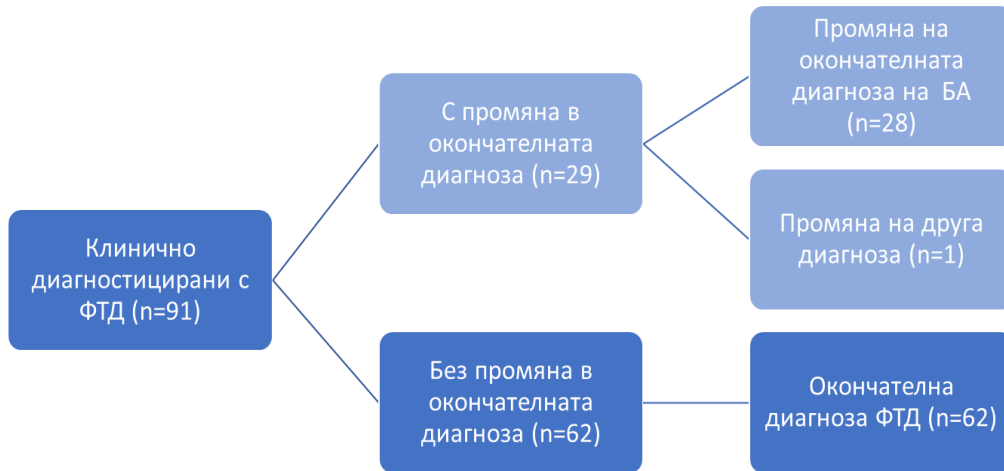 Клинично
диагностицирани с
ФТД (n=91)
С промяна в
окончателната
диагноза (n=29)
Промяна на
окончателната
диагноза на БА
(n=28)
Промяна на друга
диагноза (n=1)
Без промяна в
окончателната
диагноза (n=62)
Окончателна
диагноза ФТД (n=62)